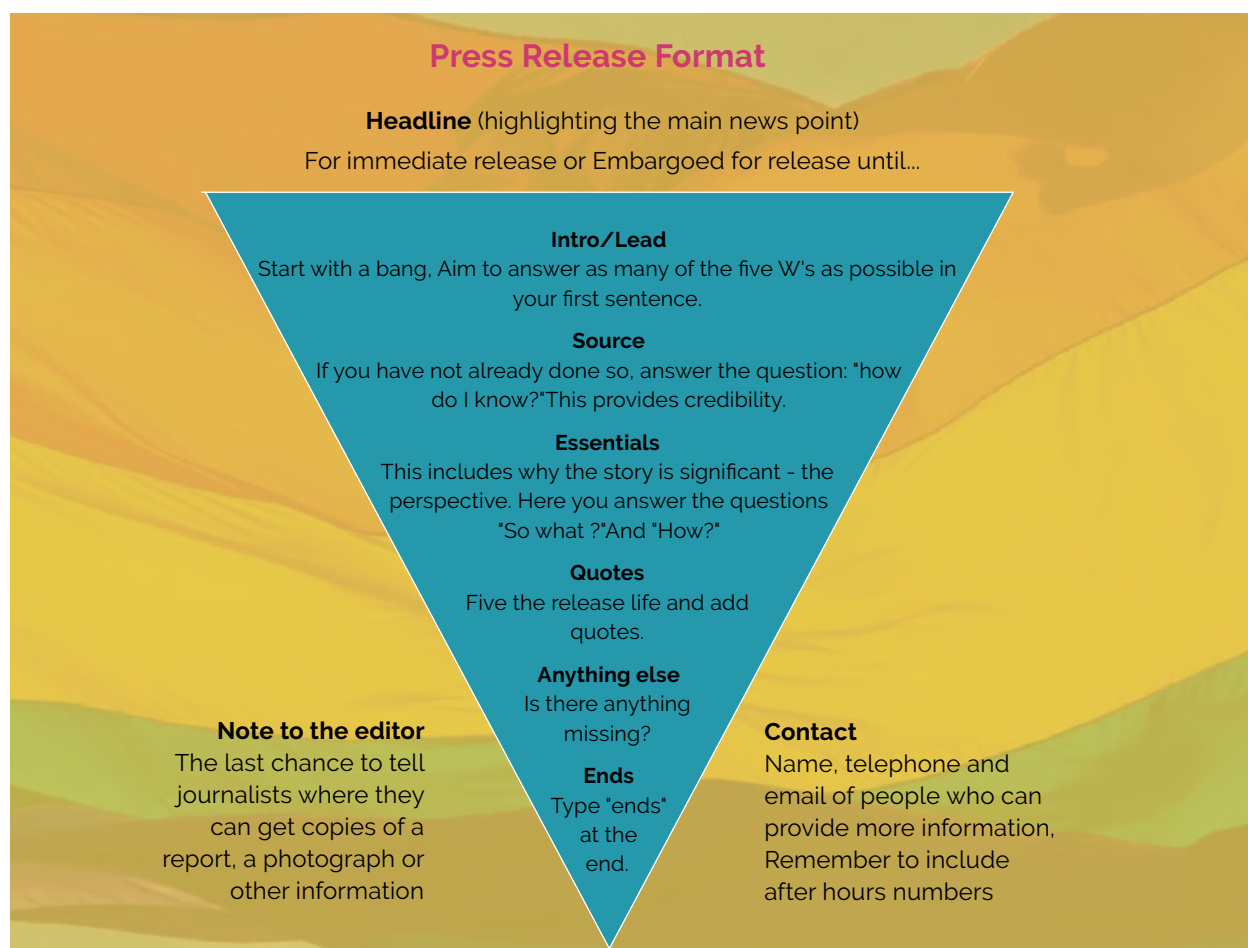 Press Release Format
Headline (highlighting the main news point)
For immediate release or Embargoed for release until...
Intro/Lead
Start with a bang, Aim to answer as many of the five W's as possible in
your first sentence.
Source
If you have not already done so, answer the question: "how
do I know?"This provides credibility.
Essentials
This includes why the story is significant - the
perspective. Here you answer the questions
"So what ?"And "How?"
Quotes
Five the release life and add
quotes.
Anything else
Is there anything
missing?
Ends
Type "ends"
at the
end.
Note to the editor
The last chance to tell
journalists where they
can get copies of a
report, a photograph or
other information
Contact
Name, telephone and
email of people who can
provide more information,
Remember to include
after hours numbers